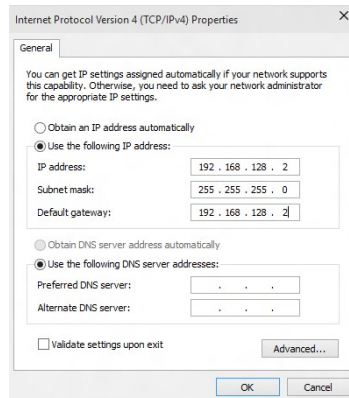 Internet Protocol Version 4 (TCP/IPv4) Properties
General
You can get IP settings assigned automatically if your network supports
this capability. Otherwise, you need to ask your network administrator
for the appropriate IP settings.
Obtain an IP address automatically
Use the following IP address:
IP address: 192 . 168 . 128 . 2
Subnet mask: 255 . 255 . 255 . 0
Default gateway: 192 . 168 . 128 . 2
Obtain DNS server address automatically
Use the following DNS server addresses:
Preferred DNS server: . . .
Alternate DNS server: . . .
Validate settings upon exit
Advanced...
OK Cancel